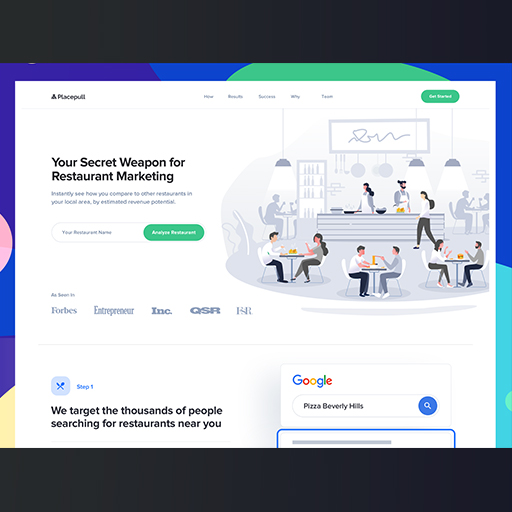 Placepull
How Results Success Why Team
Get Started
Your Secret Weapon for
Restaurant Marketing
Instantly see how you compare to other restaurants in
your local area, by estimated revenue potential.
Your Restaurant Name
Analyze Restaurant
As Seen In
Forbes Entrepreneur Inc. QSR FSR
Step 1
We target the thousands of people
searching for restaurants near you
Google
Pizza Beverly Hills